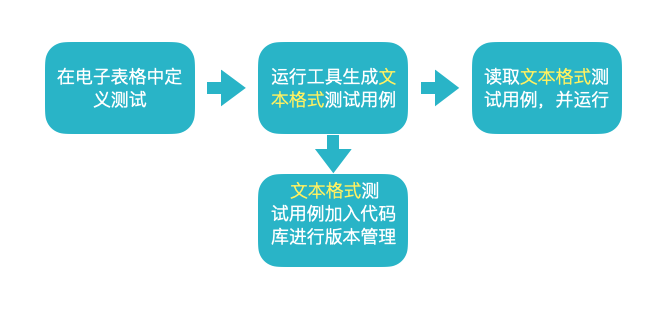 在电子表格中定
义测试
运行工具生成文
本格式测试用例
读取文本格式测
试用例，并运行
文本格式测
试用例加入代码
库进行版本管理